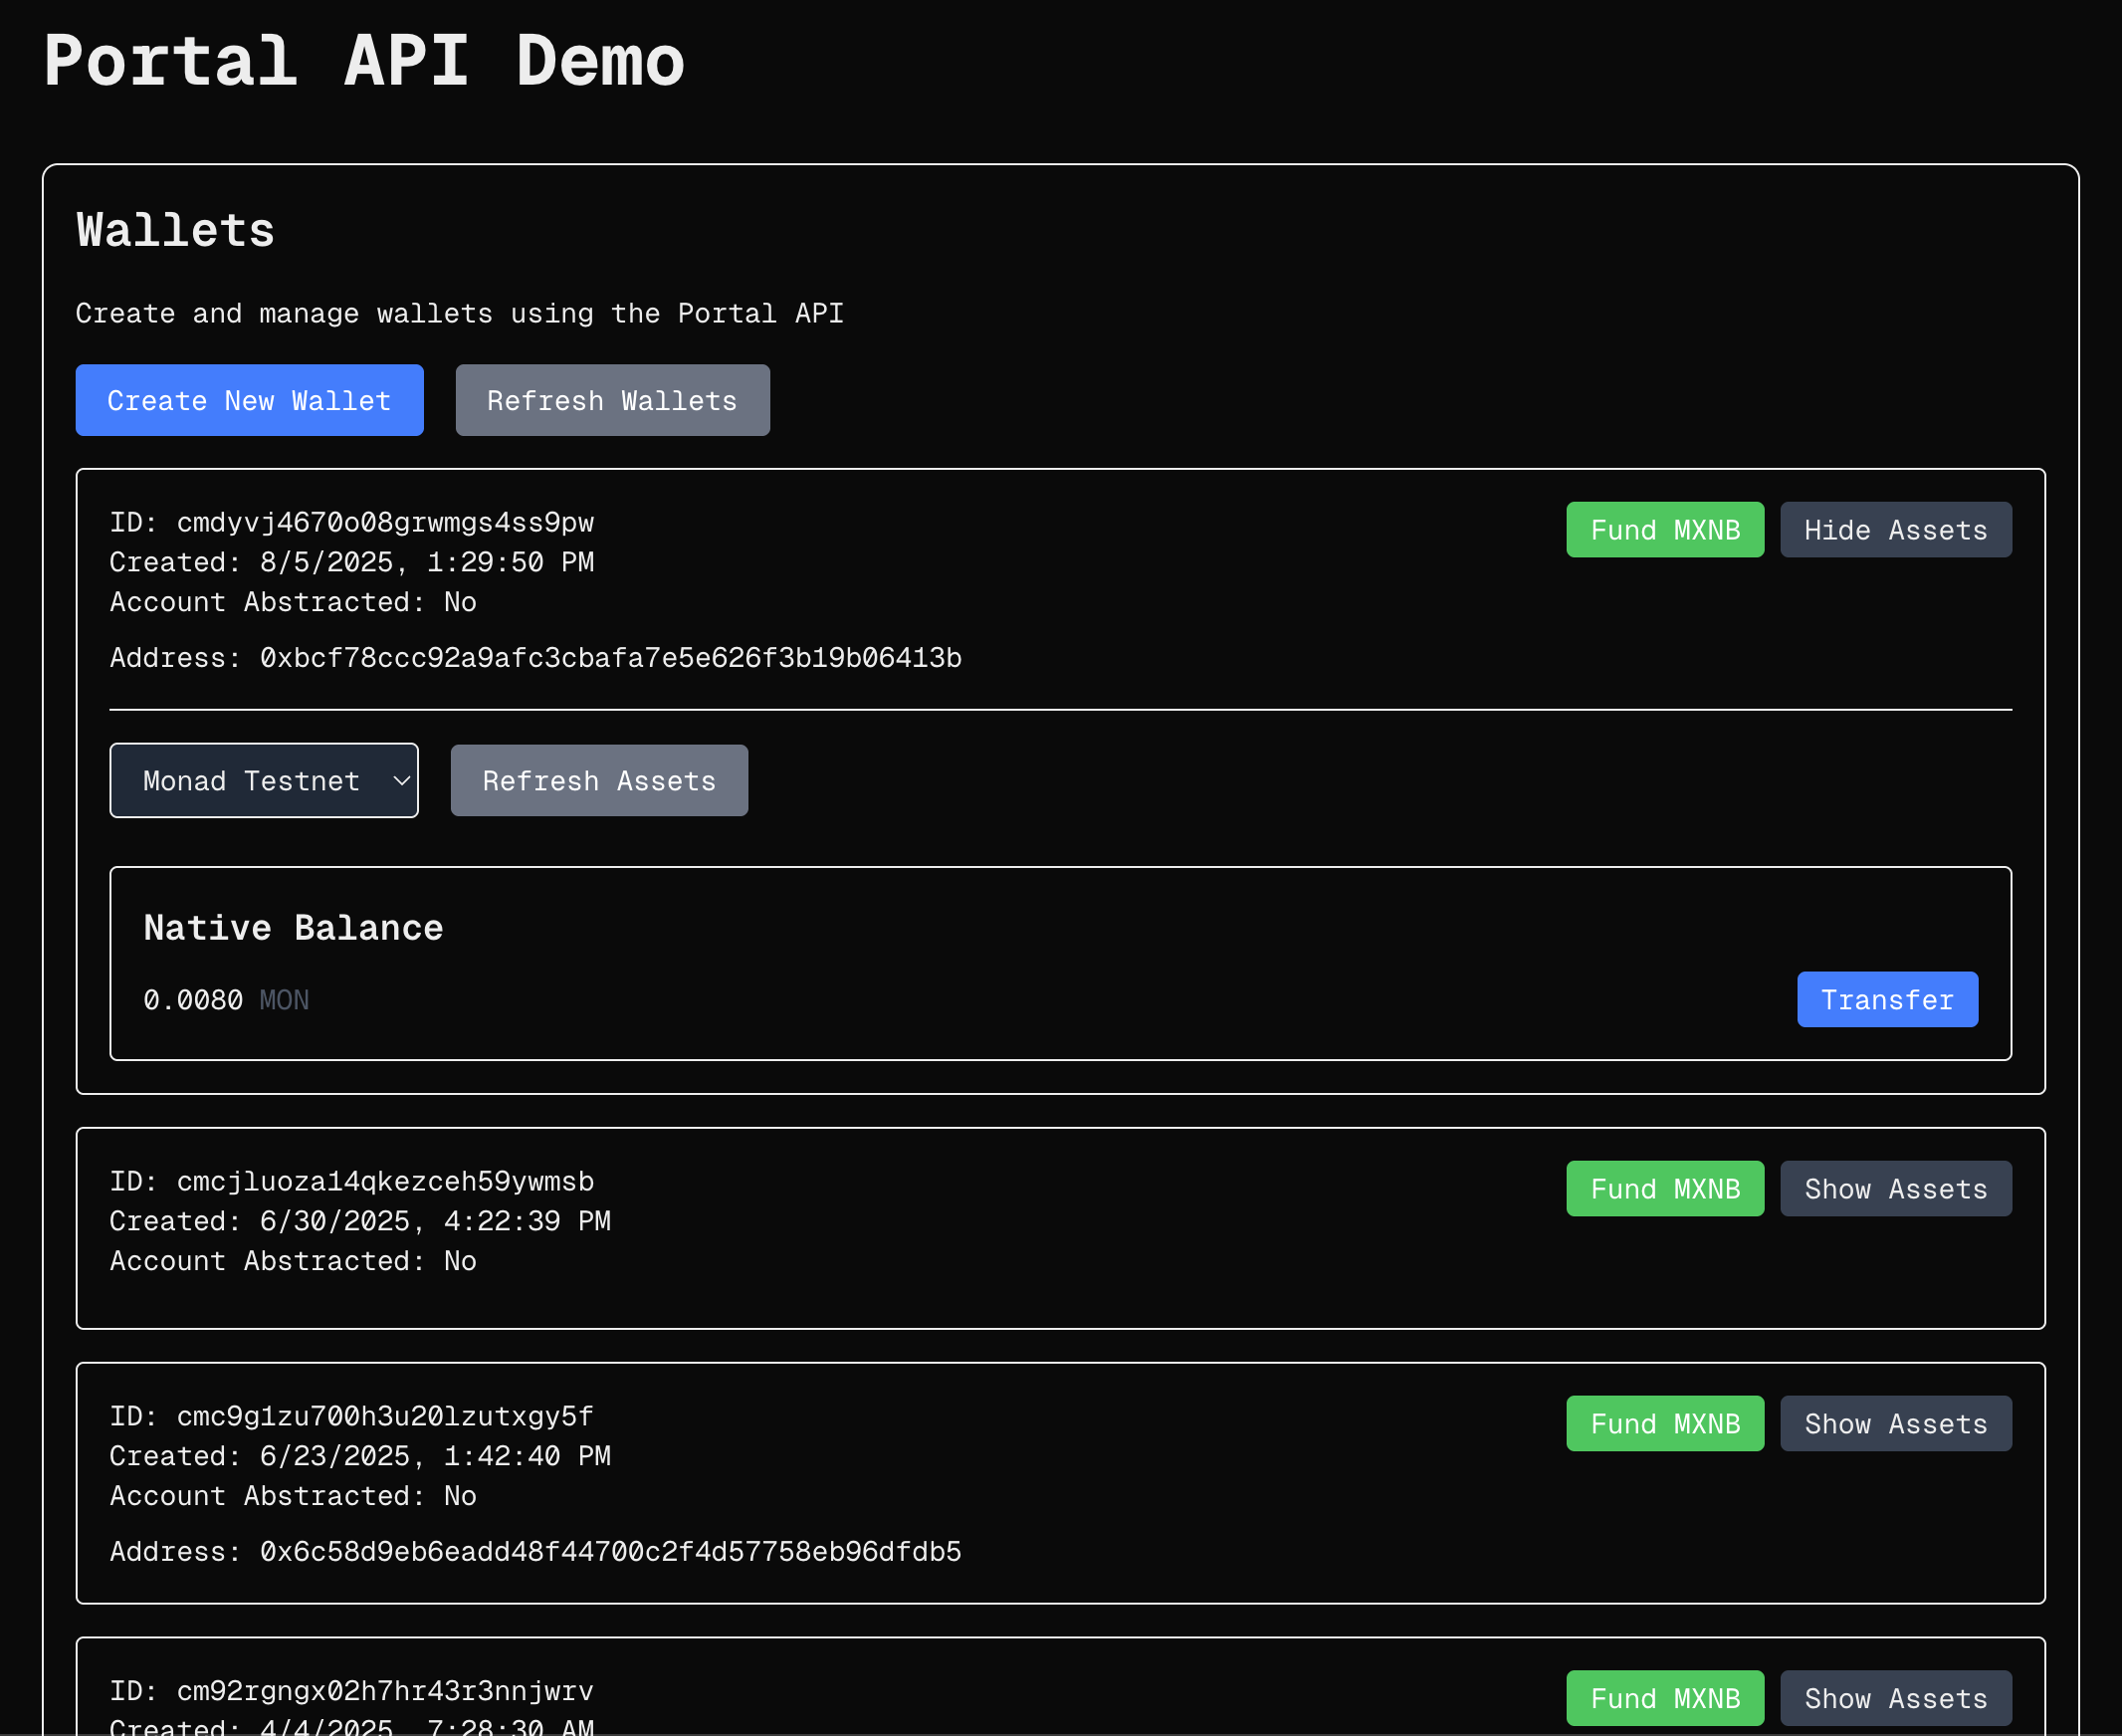 Portal API Demo
Wallets
Create and manage wallets using the Portal API
Create New Wallet
Refresh Wallets
ID: cmdyvj4670o08grwmgs4ss9pw
Fund MXNB
Hide Assets
Created: 8/5/2025, 1:29:50 PM
Account Abstracted: No
Address: 0xbcf78ccc92a9afc3cbafa7e5e626f3b19b06413b
Monad Testnet
Refresh Assets
Native Balance
0.0080 MON
Transfer
ID: cmcjluoza14qkezceh59ywmsb
Fund MXNB
Show Assets
Created: 6/30/2025, 4:22:39 PM
Account Abstracted: No
ID: cmc9g1zu700h3u20lzutxgy5f
Fund MXNB
Show Assets
Created: 6/23/2025, 1:42:40 PM
Account Abstracted: No
Address: 0x6c58d9eb6eadd48f44700c2f4d57758eb96dfdb5
ID: cm92rgngx02h7hr43r3nnjwrv
Fund MXNB
Show Assets
Created: 4/4/2025, 7:28:30 AM